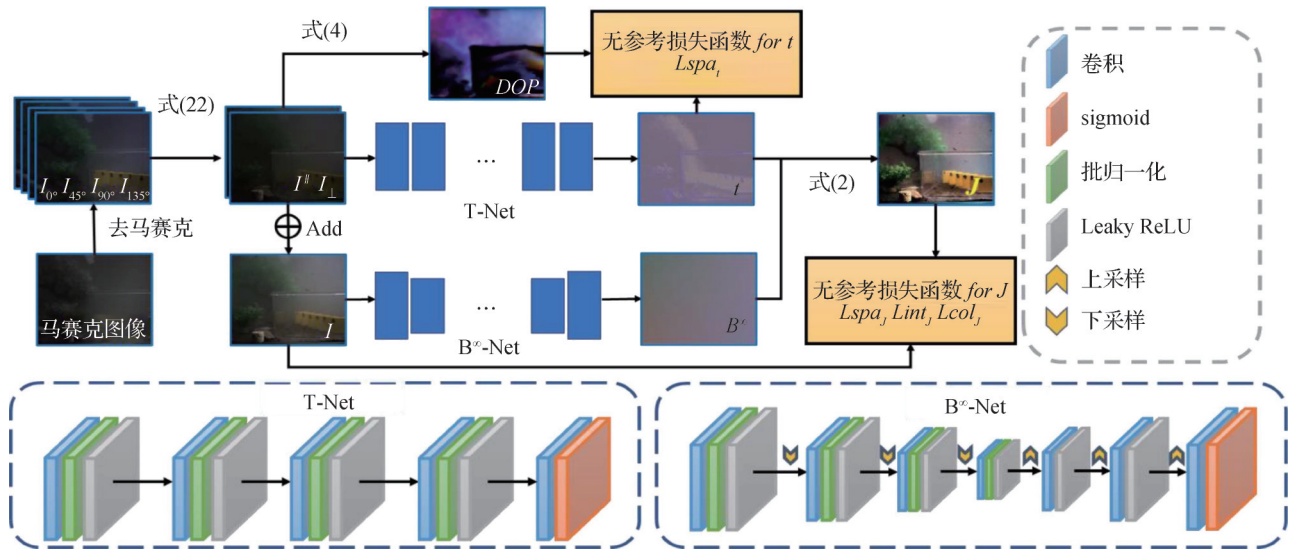 式(4)
DOP
无参考损失函数 for t
Lspa_t
式(22)
I_0° I_45° I_90° I_135°
I^∥ I_⊥
…
T-Net
t
式(2)
去马赛克
Add
马赛克图像
I
…
B^∞-Net
无参考损失函数 for J
Lspa_J Lint_J Lcol_J
卷积
sigmoid
批归一化
Leaky ReLU
上采样
下采样
T-Net
B^∞-Net